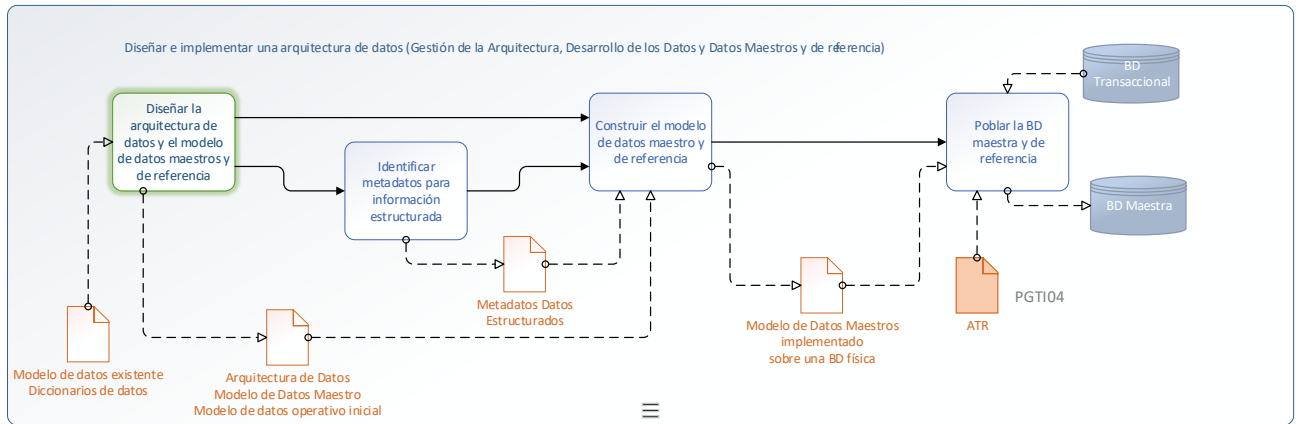 Diseñar e implementar una arquitectura de datos (Gestión de la Arquitectura, Desarrollo de los Datos y Datos Maestros y de referencia)
BD
Transaccional
Diseñar la
arquitectura de
datos y el modelo
de datos maestros y
de referencia
Identificar
metadatos para
información
estructurada
Construir el modelo
de datos maestro y
de referencia
Poblar la BD
maestra y de
referencia
BD Maestra
Metadatos Datos
Estructurados
Modelo de datos existente
Diccionarios de datos
Arquitectura de Datos
Modelo de Datos Maestro
Modelo de datos operativo inicial
Modelo de Datos Maestros
implementado
sobre una BD física
ATR
PGTI04